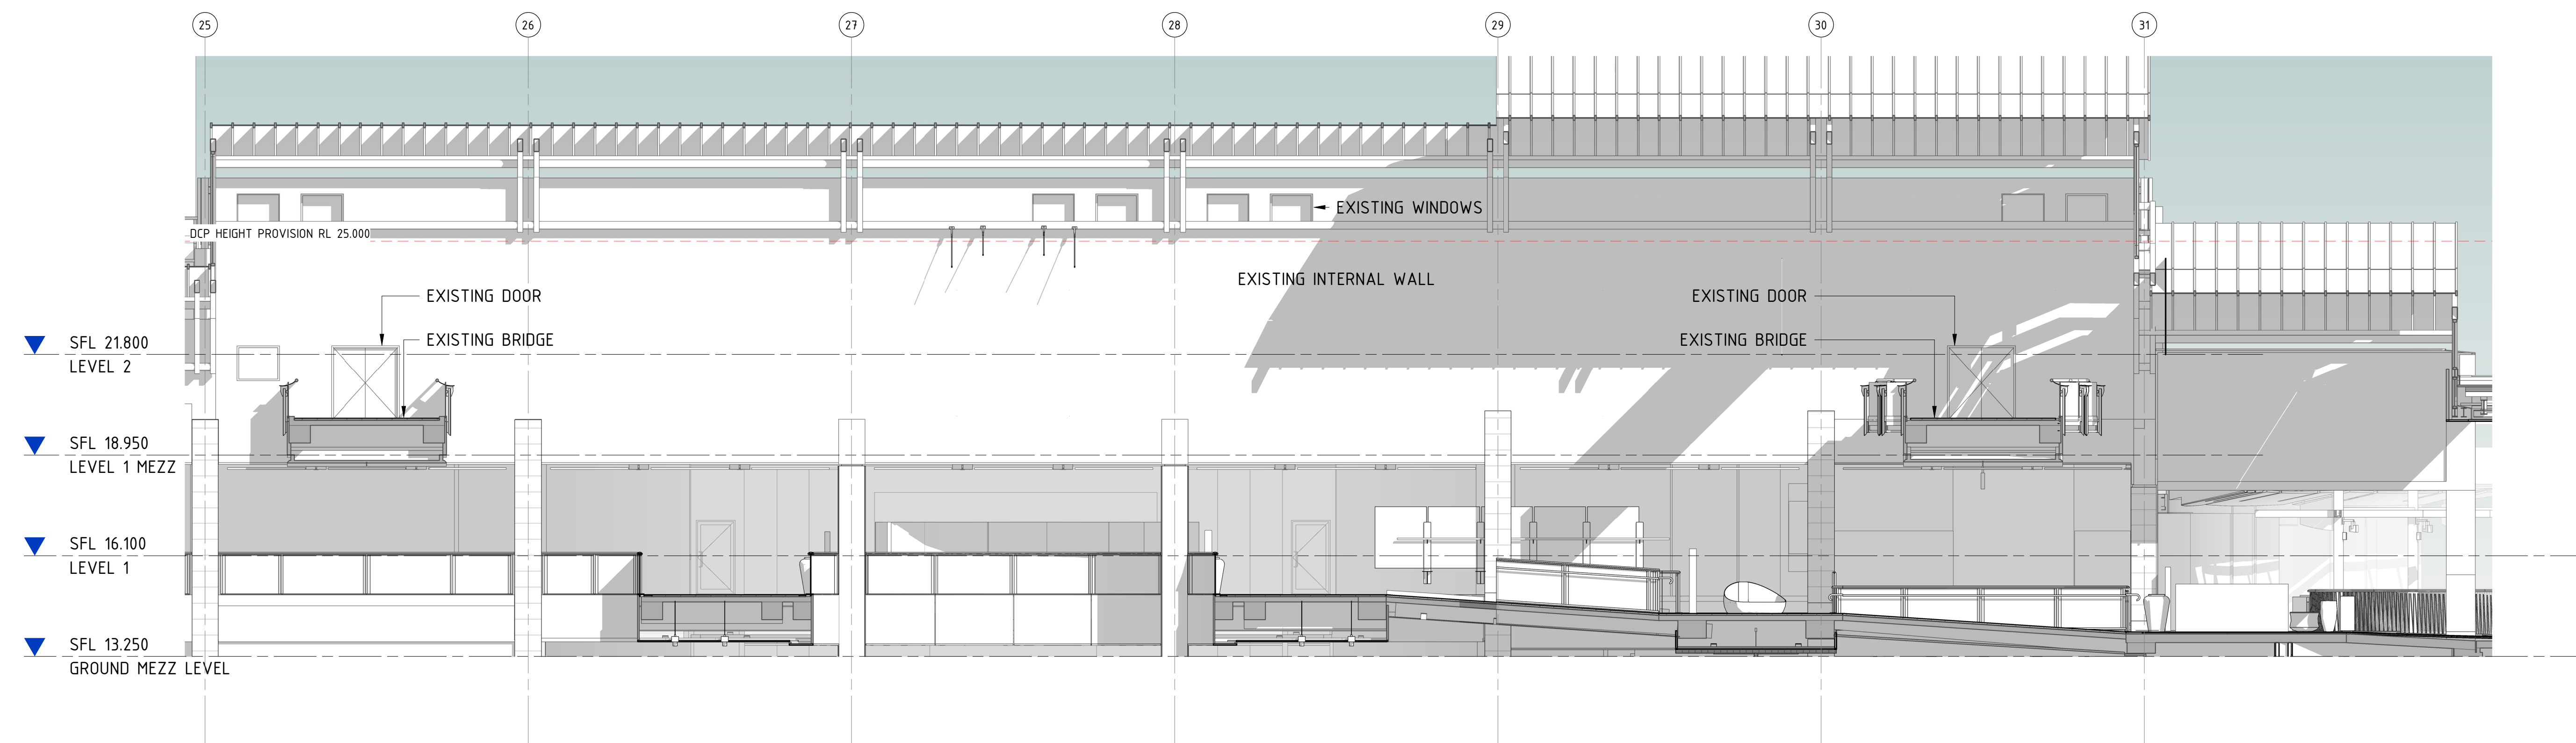 25
26
27
28
29
30
31
EXISTING WINDOWS
DCP HEIGHT PROVISION RL 25.000
EXISTING INTERNAL WALL
EXISTING DOOR
EXISTING DOOR
EXISTING BRIDGE
EXISTING BRIDGE
SFL 21.800
LEVEL 2
SFL 18.950
LEVEL 1 MEZZ
SFL 16.100
LEVEL 1
SFL 13.250
GROUND MEZZ LEVEL